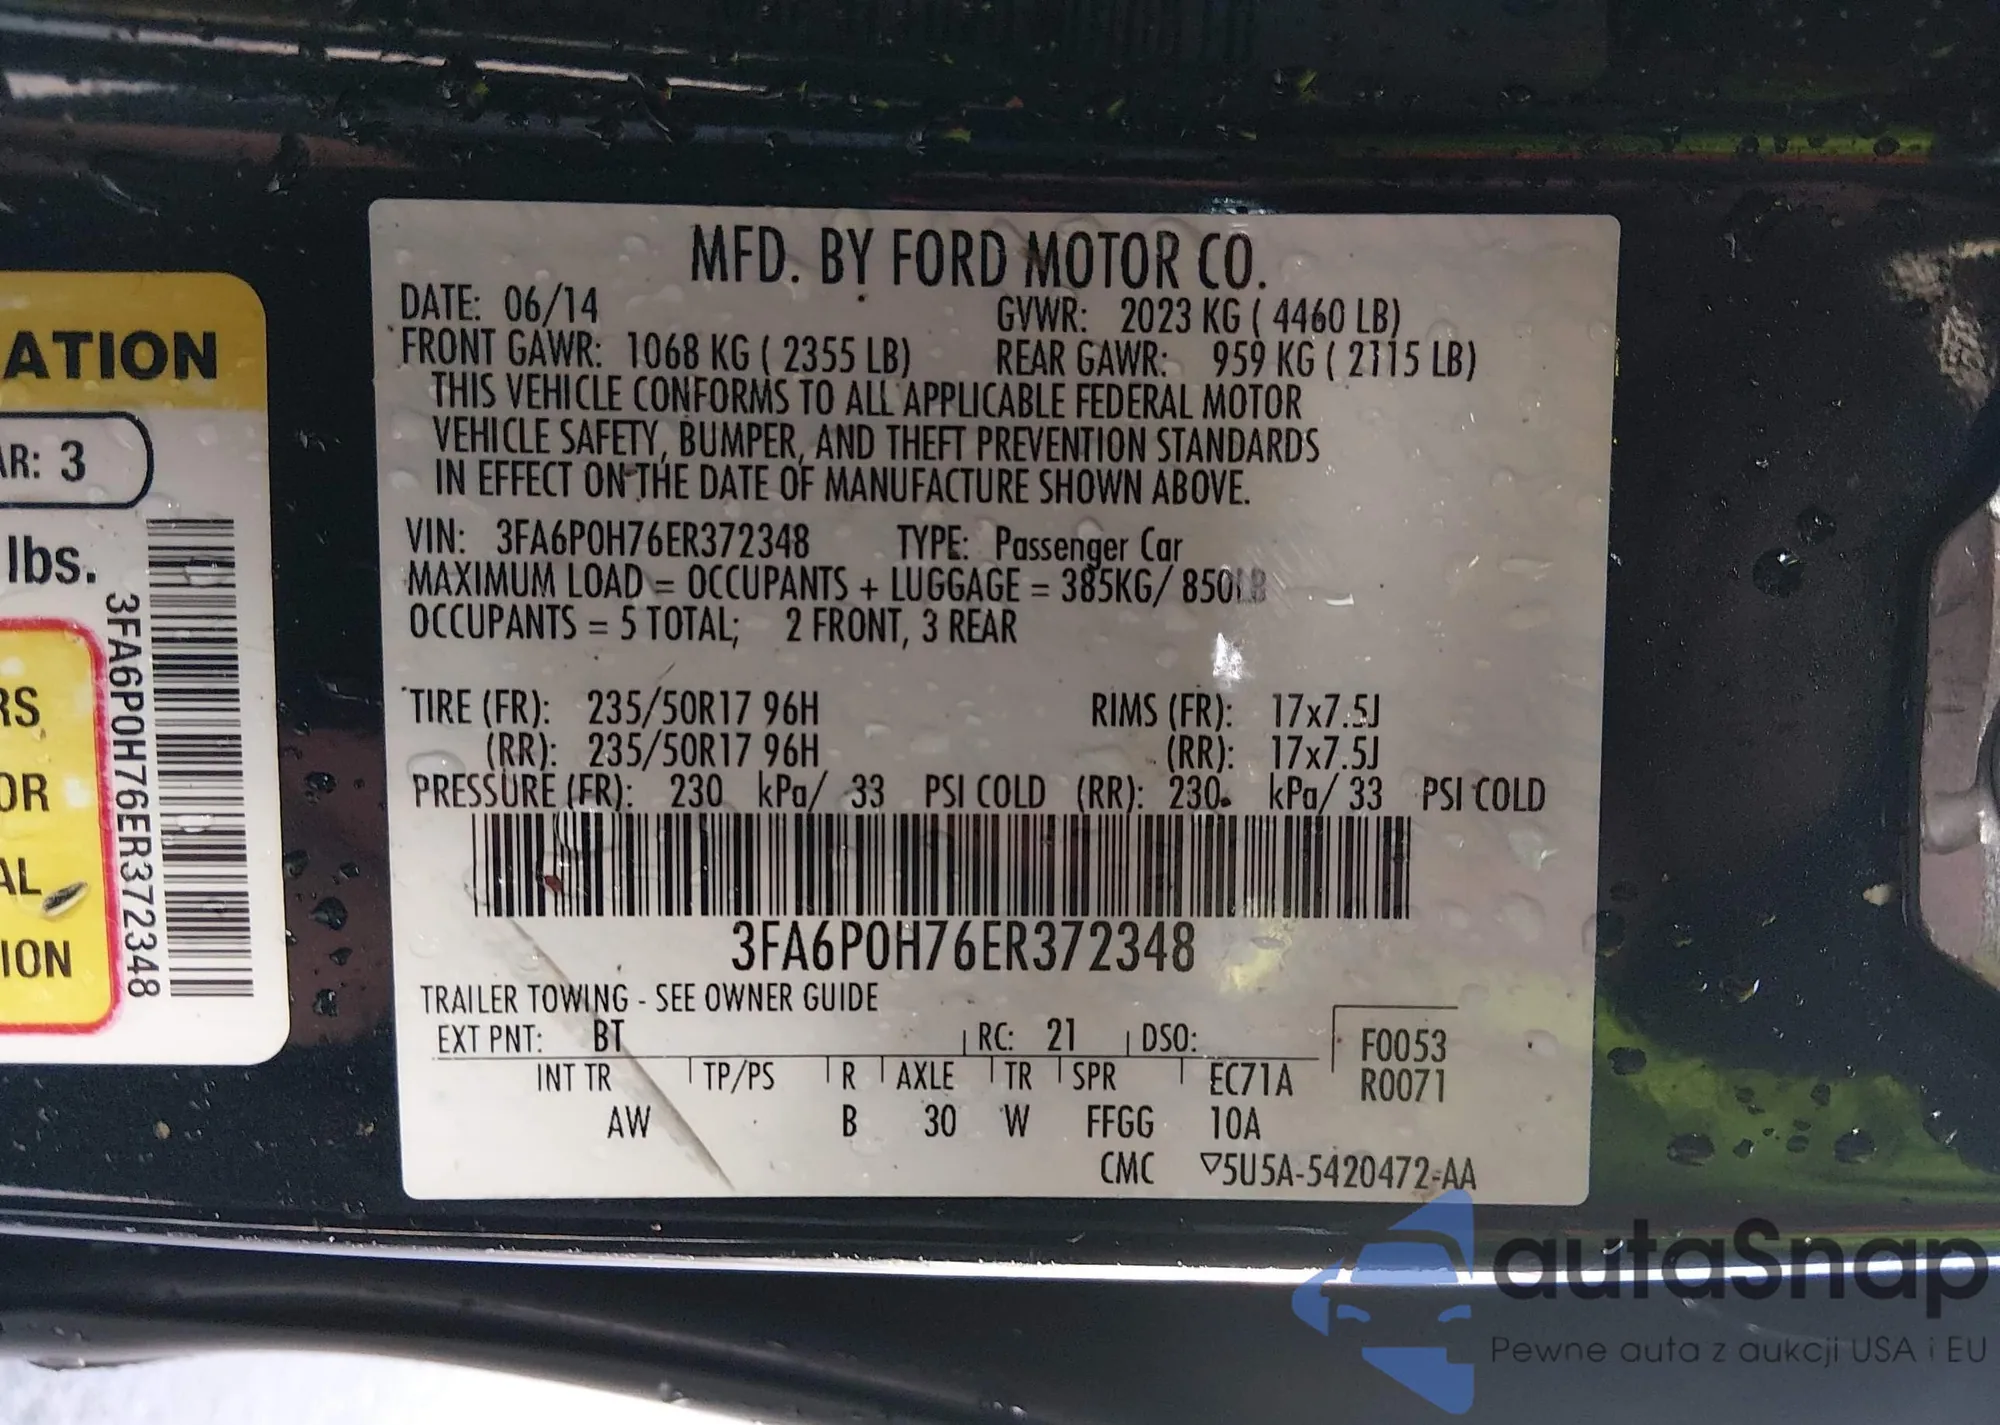 MFD. BY FORD MOTOR CO.
DATE: 06/14 GVWR: 2023 KG ( 4460 LB)
FRONT GAWR: 1068 KG ( 2355 LB) REAR GAWR: 959 KG ( 2115 LB)
THIS VEHICLE CONFORMS TO ALL APPLICABLE FEDERAL MOTOR
VEHICLE SAFETY, BUMPER, AND THEFT PREVENTION STANDARDS
IN EFFECT ON THE DATE OF MANUFACTURE SHOWN ABOVE.
VIN: 3FA6P0H76ER372348 TYPE: Passenger Car
MAXIMUM LOAD = OCCUPANTS + LUGGAGE = 385KG/ 850LB
OCCUPANTS = 5 TOTAL; 2 FRONT, 3 REAR
TIRE (FR): 235/50R17 96H RIMS (FR): 17x7.5J
(RR): 235/50R17 96H (RR): 17x7.5J
PRESSURE (FR): 230 kPa/ 33 PSI COLD (RR): 230 kPa/ 33 PSI COLD
3FA6P0H76ER372348
TRAILER TOWING - SEE OWNER GUIDE
EXT PNT: BT RC: 21 DSO: F0053
INT TR TP/PS R AXLE TR SPR EC71A R0071
AW B 30 W FFGG 10A
CMC ▽5U5A-5420472-AA
ATION
AR: 3
lbs.
RS
OR
AL
ION
3FA6P0H76ER372348
autaSnap
Pewne auta z aukcji USA i EU